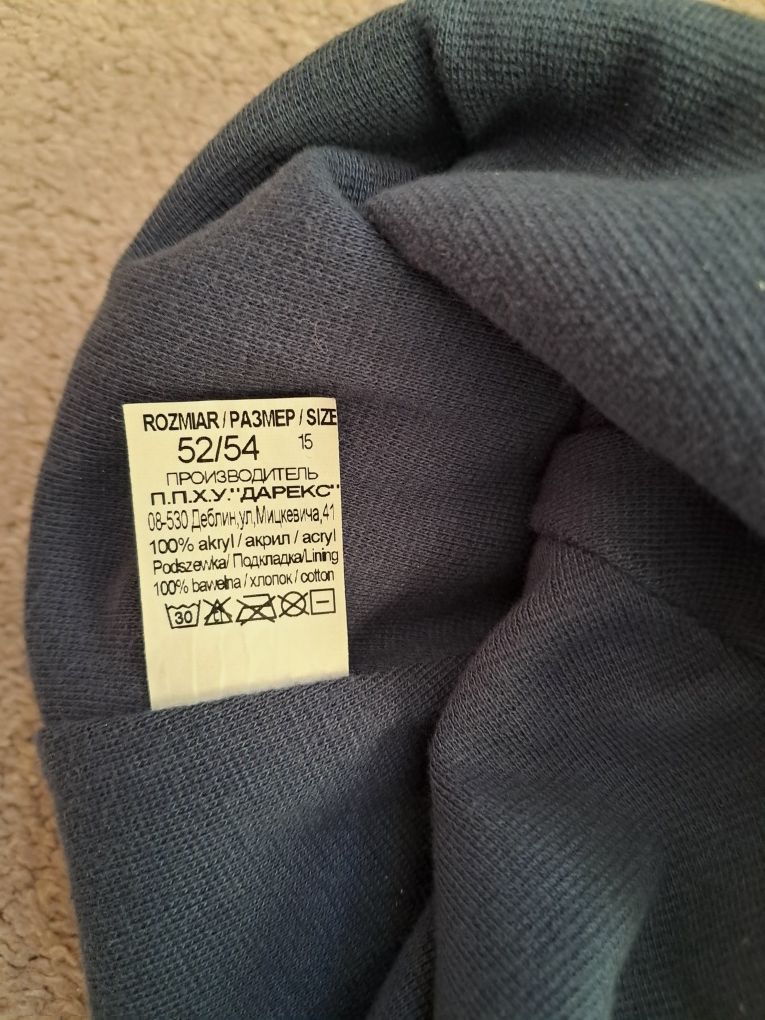 ROZMIAR / РАЗМЕР / SIZE
52/54 15
ПРОИЗВОДИТЕЛЬ
П.П.Х.У."ДАРЕКС"
08-530 Деблин,ул,Мицкевича,41
100% akryl / акрил / acryl
Podszewka/ Подкладка/Lining
100% bawełna / хлопок / cotton
30